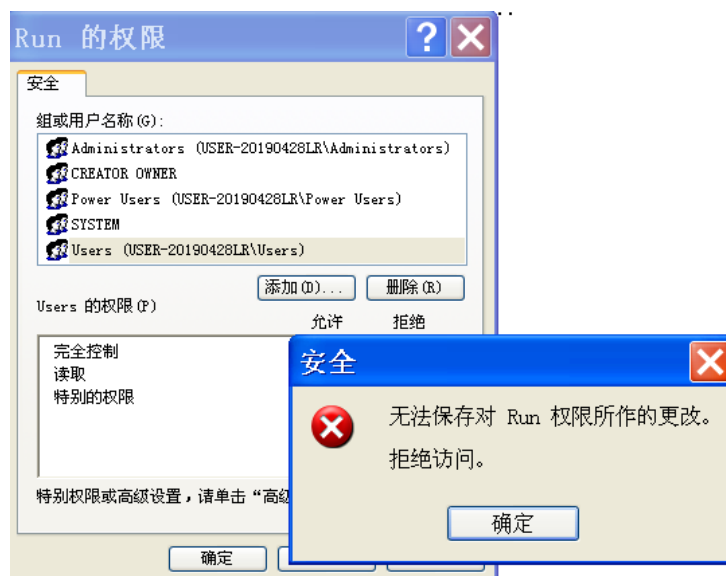 Run 的权限
安全
组或用户名称(G):
Administrators (USER-20190428LR\Administrators)
CREATOR OWNER
Power Users (USER-20190428LR\Power Users)
SYSTEM
Users (USER-20190428LR\Users)
添加(D)... 删除(R)
Users 的权限(P)
允许 拒绝
完全控制
读取
特别的权限
特别权限或高级设置，请单击“高级
确定
安全
无法保存对 Run 权限所作的更改。
拒绝访问。
确定